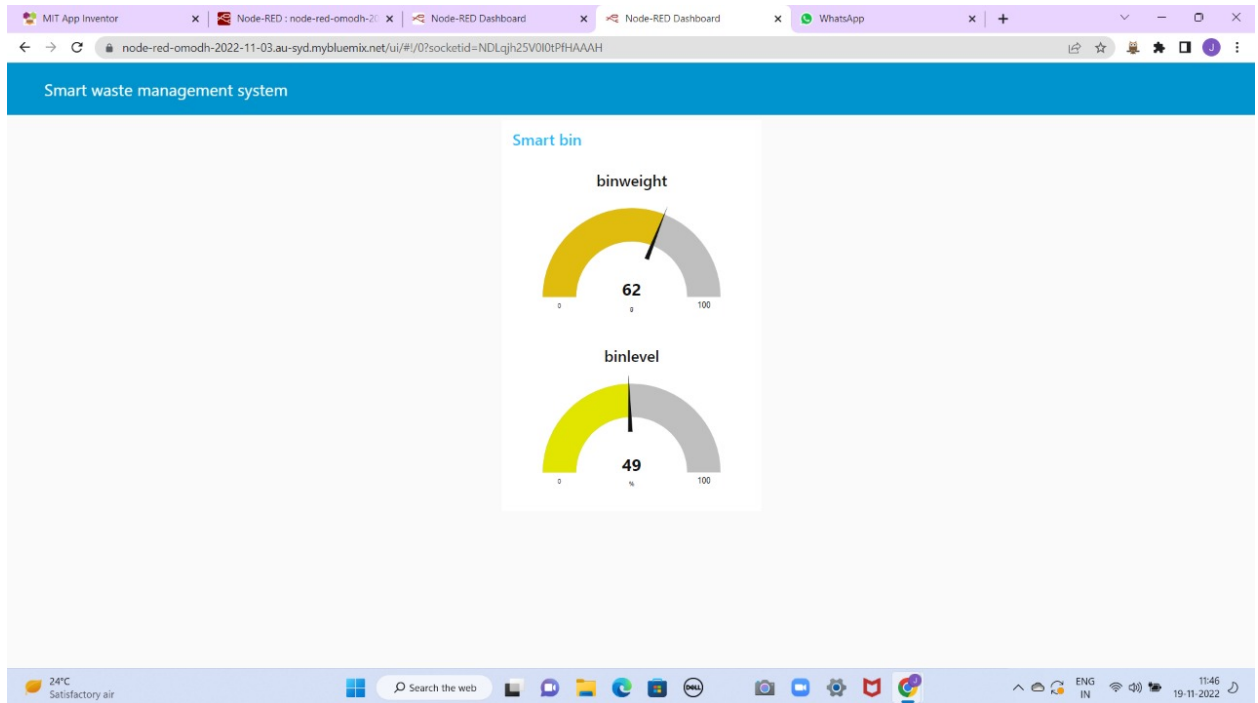 MIT App Inventor
Node-RED : node-red-omodh-20
Node-RED Dashboard
Node-RED Dashboard
WhatsApp
node-red-omodh-2022-11-03.au-syd.mybluemix.net/ui/#!/0?socketid=NDLqjh25V0I0tPfHAAAH
J
Smart waste management system
Smart bin
binweight
62
0 g 100
binlevel
49
0 % 100
24°C
Satisfactory air
Search the web
DELL
ENG
IN
11:46
19-11-2022